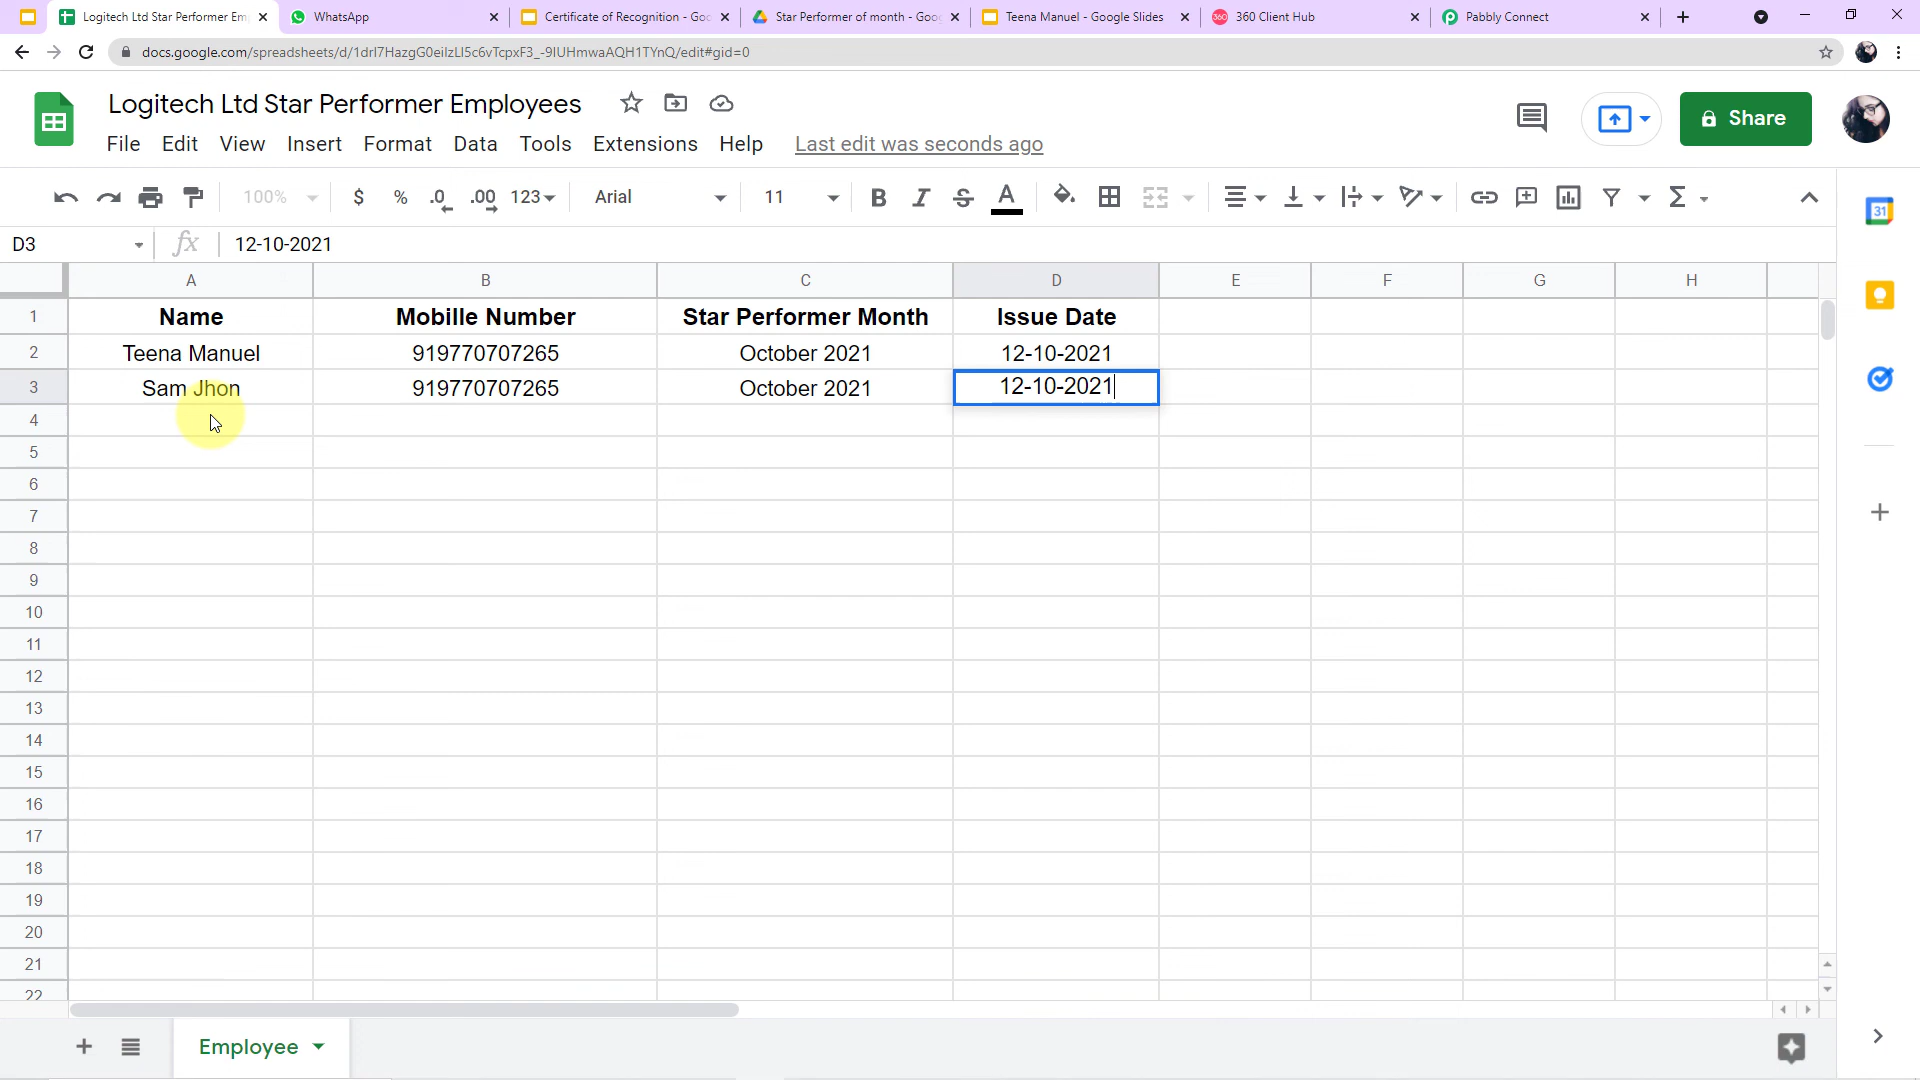 Logitech Ltd Star Performer Em
WhatsApp
Certificate of Recognition - Goo
Star Performer of month - Goog
Teena Manuel - Google Slides
360 Client Hub
Pabbly Connect
docs.google.com/spreadsheets/d/1drI7HazgG0eiIzLI5c6vTcpxF3_-9IUHmwaAQH1TYnQ/edit#gid=0
Logitech Ltd Star Performer Employees
File Edit View Insert Format Data Tools Extensions Help Last edit was seconds ago
Share
100% $ % .0 .00 123 Arial 11 B I S A Σ
31
D3 fx 12-10-2021
A B C D E F G H
1 Name Mobille Number Star Performer Month Issue Date
2 Teena Manuel 919770707265 October 2021 12-10-2021
3 Sam Jhon 919770707265 October 2021 12-10-2021
4
5
6
7
8
9
10
11
12
13
14
15
16
17
18
19
20
21
22
Employee